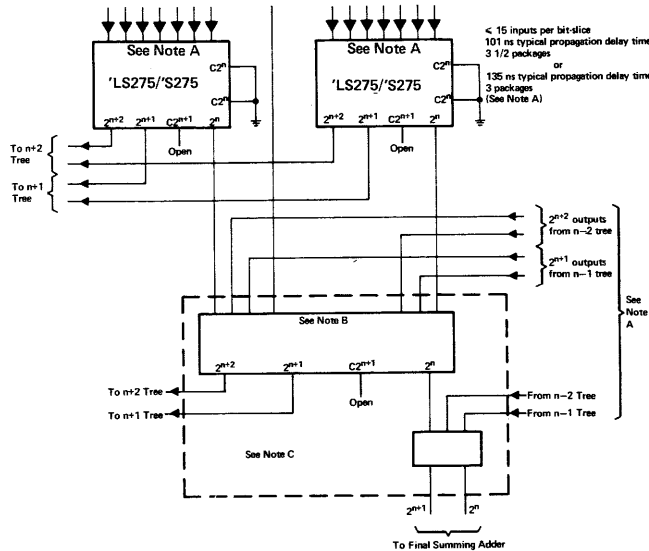 See Note A
C2ⁿ
'LS275/'S275
C2ⁿ
2ⁿ⁺² 2ⁿ⁺¹ C2ⁿ⁺¹ 2ⁿ
Open
See Note A
C2ⁿ
'LS275/'S275
C2ⁿ
2ⁿ⁺² 2ⁿ⁺¹ C2ⁿ⁺¹ 2ⁿ
Open
≤ 15 inputs per bit-slice
101 ns typical propagation delay time
3 1/2 packages
or
135 ns typical propagation delay time
3 packages
(See Note A)
To n+2
Tree
To n+1
Tree
2ⁿ⁺² outputs
from n−2 tree
2ⁿ⁺¹ outputs
from n−1 tree
See
Note
A
See Note B
2ⁿ⁺² 2ⁿ⁺¹ C2ⁿ⁺¹ 2ⁿ
To n+2 Tree
To n+1 Tree
Open
From n−2 Tree
From n−1 Tree
See Note C
2ⁿ⁺¹ 2ⁿ
To Final Summing Adder